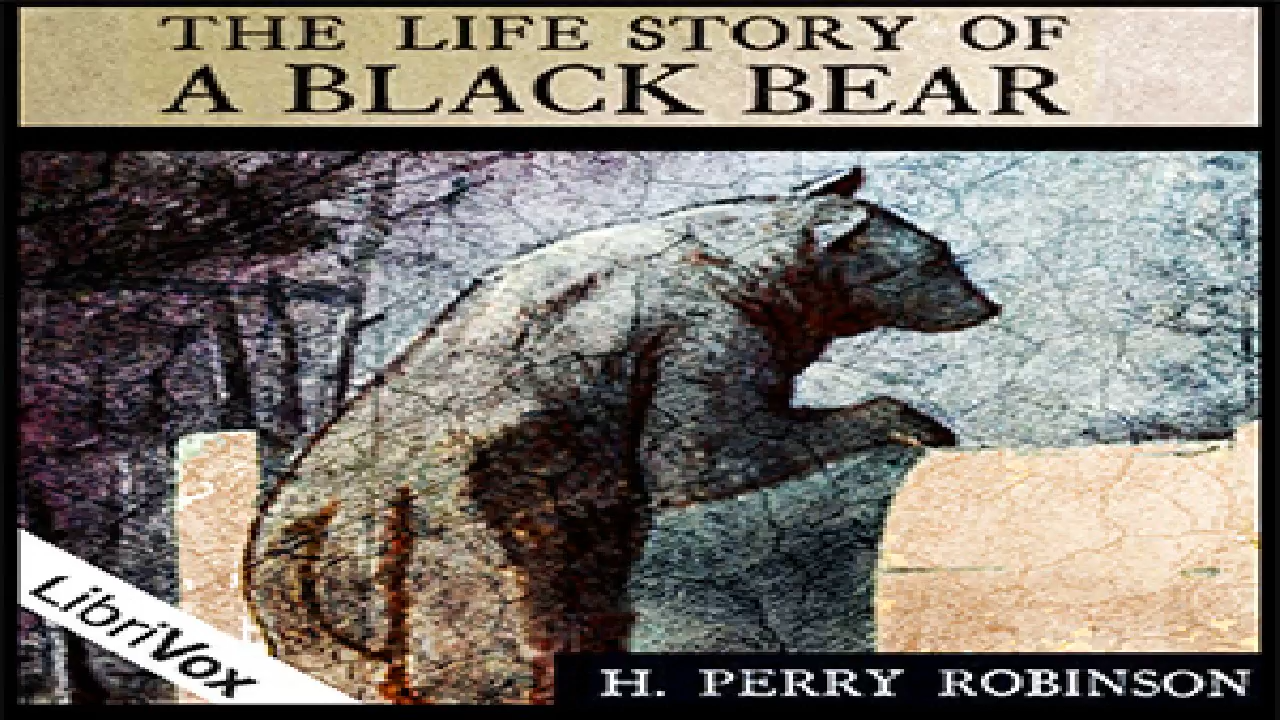 THE LIFE STORY OF
A BLACK BEAR
LibriVox
H. PERRY ROBINSON